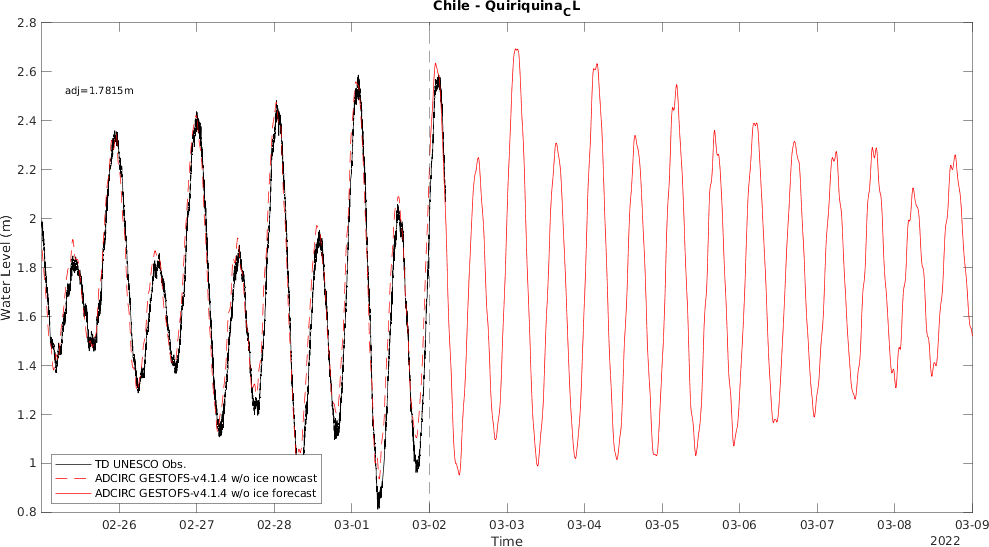 Chile - Quiriquina_CL
2.8
2.6
2.4
2.2
2
1.8
1.6
1.4
1.2
1
0.8
Water Level (m)
adj=1.7815m
TD UNESCO Obs.
ADCIRC GESTOFS-v4.1.4 w/o ice nowcast
ADCIRC GESTOFS-v4.1.4 w/o ice forecast
02-26 02-27 02-28 03-01 03-02 03-03 03-04 03-05 03-06 03-07 03-08 03-09
Time
2022